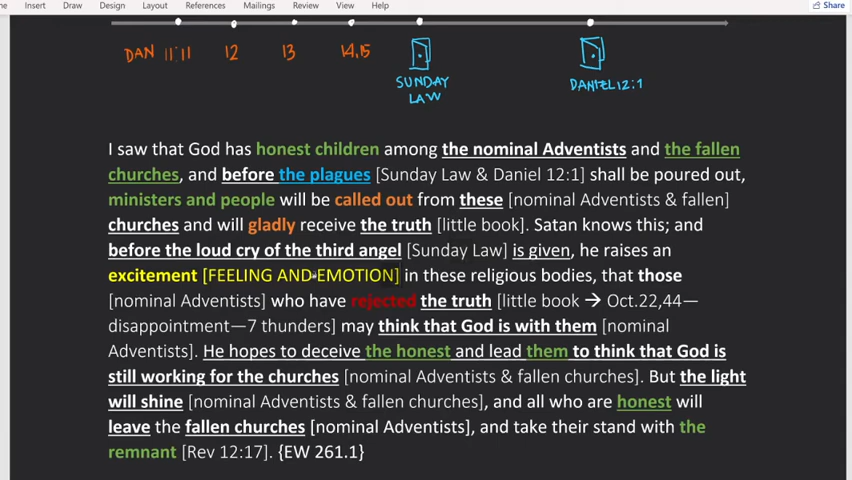 Insert Draw Design Layout References Mailings Review View Help Share
DAN 11:11 12 13 14,15
SUNDAY LAW
DANIEL 12:1
I saw that God has honest children among the nominal Adventists and the fallen
churches, and before the plagues [Sunday Law & Daniel 12:1] shall be poured out,
ministers and people will be called out from these [nominal Adventists & fallen]
churches and will gladly receive the truth [little book]. Satan knows this; and
before the loud cry of the third angel [Sunday Law] is given, he raises an
excitement [FEELING AND EMOTION] in these religious bodies, that those
[nominal Adventists] who have rejected the truth [little book → Oct.22,44—
disappointment—7 thunders] may think that God is with them [nominal
Adventists]. He hopes to deceive the honest and lead them to think that God is
still working for the churches [nominal Adventists & fallen churches]. But the light
will shine [nominal Adventists & fallen churches], and all who are honest will
leave the fallen churches [nominal Adventists], and take their stand with the
remnant [Rev 12:17]. {EW 261.1}